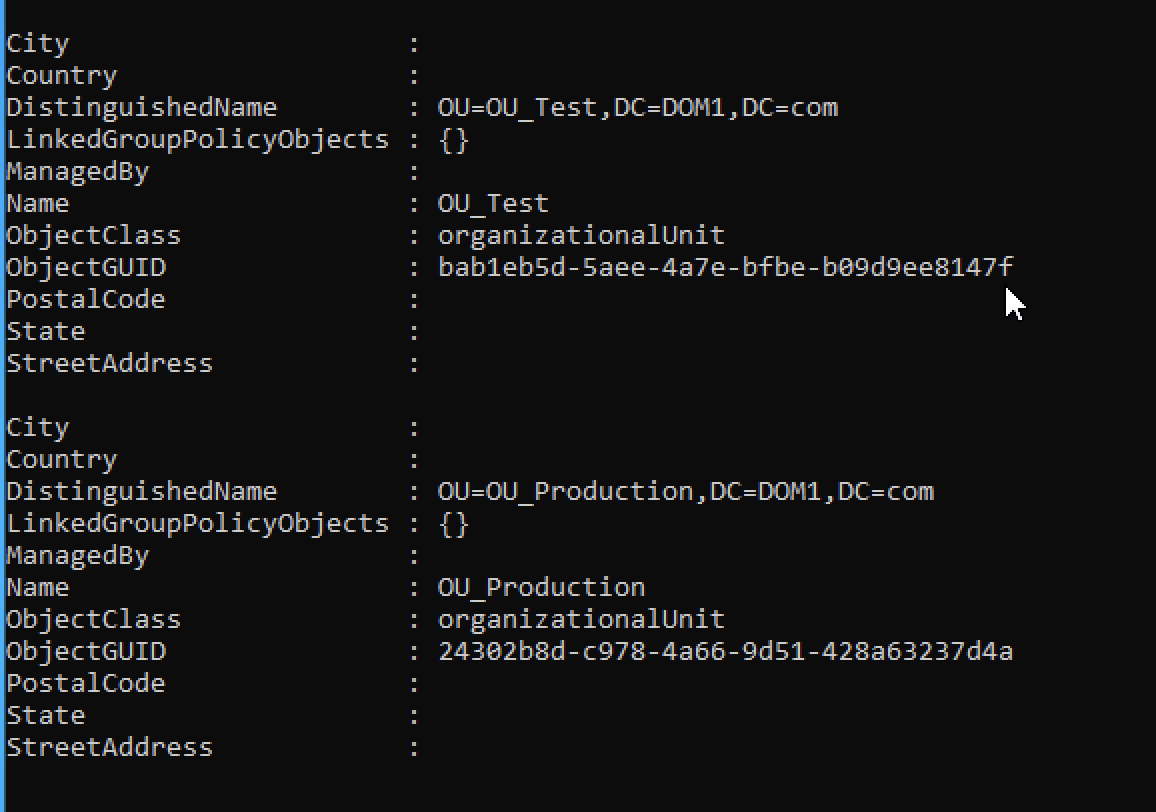 City                     :
Country                  :
DistinguishedName        : OU=OU_Test,DC=DOM1,DC=com
LinkedGroupPolicyObjects : {}
ManagedBy                :
Name                     : OU_Test
ObjectClass              : organizationalUnit
ObjectGUID               : bab1eb5d-5aee-4a7e-bfbe-b09d9ee8147f
PostalCode               :
State                    :
StreetAddress            :

City                     :
Country                  :
DistinguishedName        : OU=OU_Production,DC=DOM1,DC=com
LinkedGroupPolicyObjects : {}
ManagedBy                :
Name                     : OU_Production
ObjectClass              : organizationalUnit
ObjectGUID               : 24302b8d-c978-4a66-9d51-428a63237d4a
PostalCode               :
State                    :
StreetAddress            :